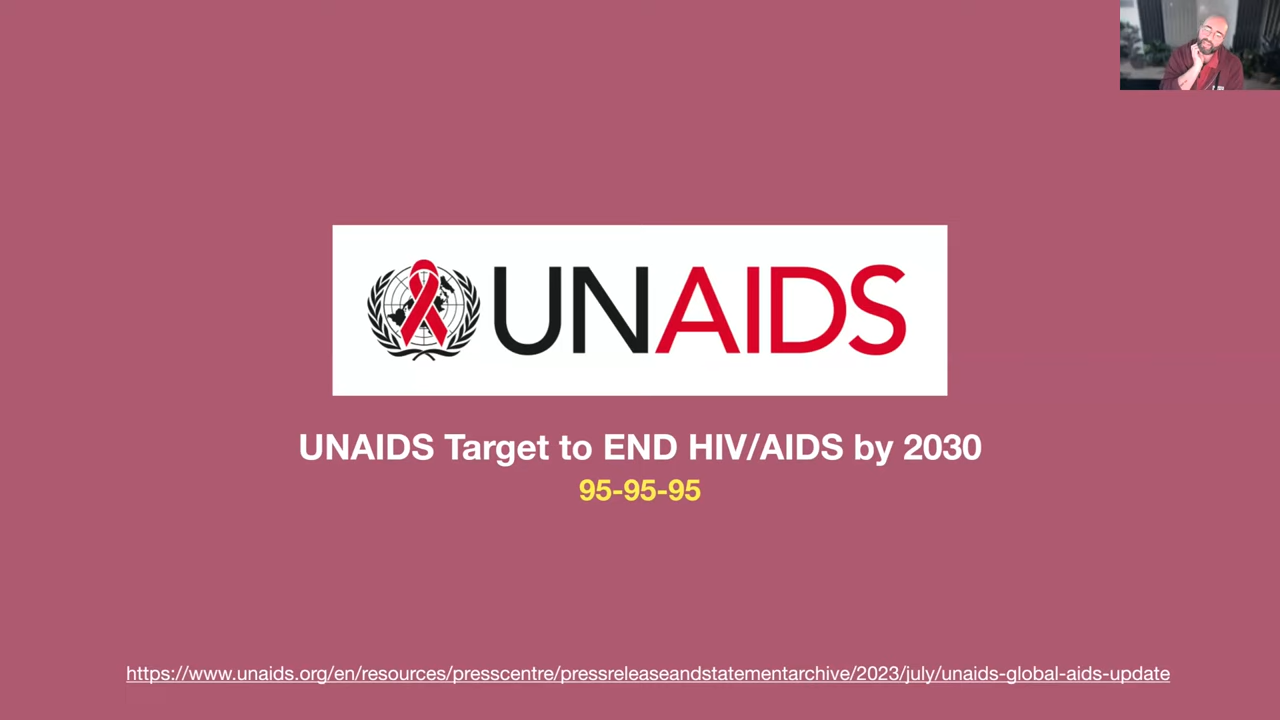 UNAIDS
UNAIDS Target to END HIV/AIDS by 2030
95-95-95
https://www.unaids.org/en/resources/presscentre/pressreleaseandstatementarchive/2023/july/unaids-global-aids-update